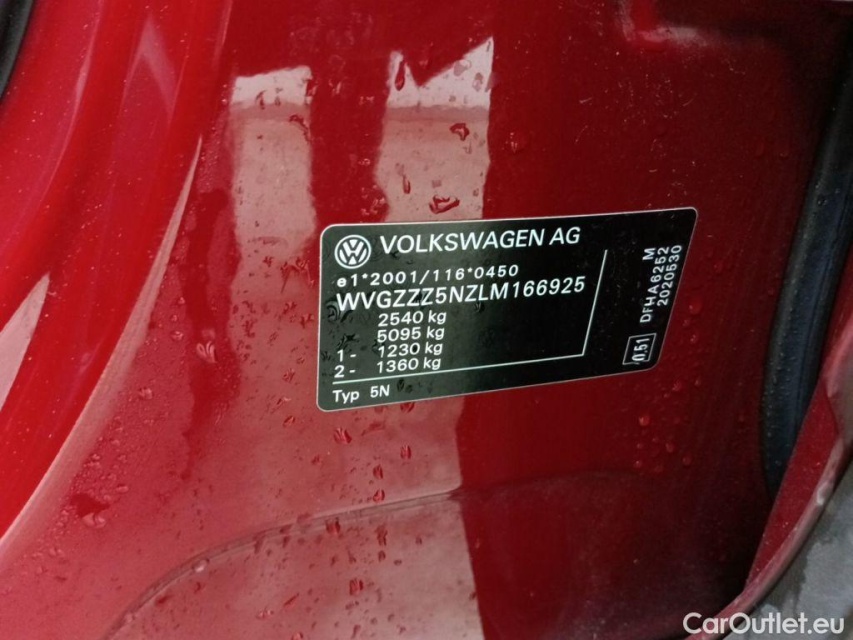 VOLKSWAGEN AG
e1*2001/116*0450
WVGZZZ5NZLM166925
2540 kg
5095 kg
1- 1230 kg
2- 1360 kg
Typ 5N
M
DFHA6252
2020530
0.51
CarOutlet.eu